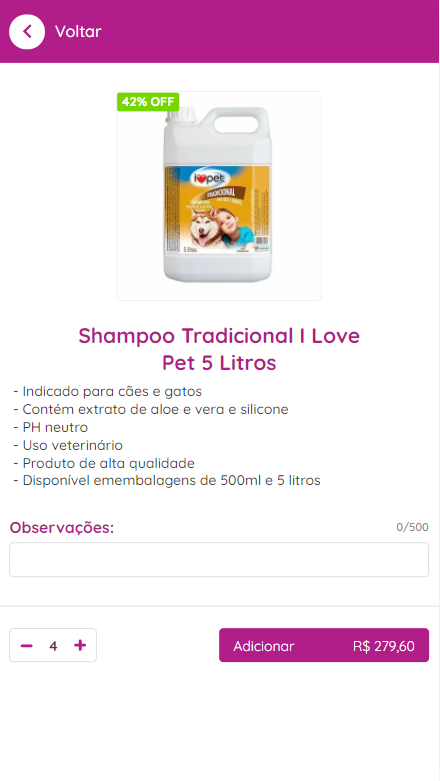 Voltar
42% OFF
I pet
TRADICIONAL
5 litros
Shampoo Tradicional I Love
Pet 5 Litros
- Indicado para cães e gatos
- Contém extrato de aloe e vera e silicone
- PH neutro
- Uso veterinário
- Produto de alta qualidade
- Disponível emembalagens de 500ml e 5 litros
Observações:
0/500
4
Adicionar
R$ 279,60